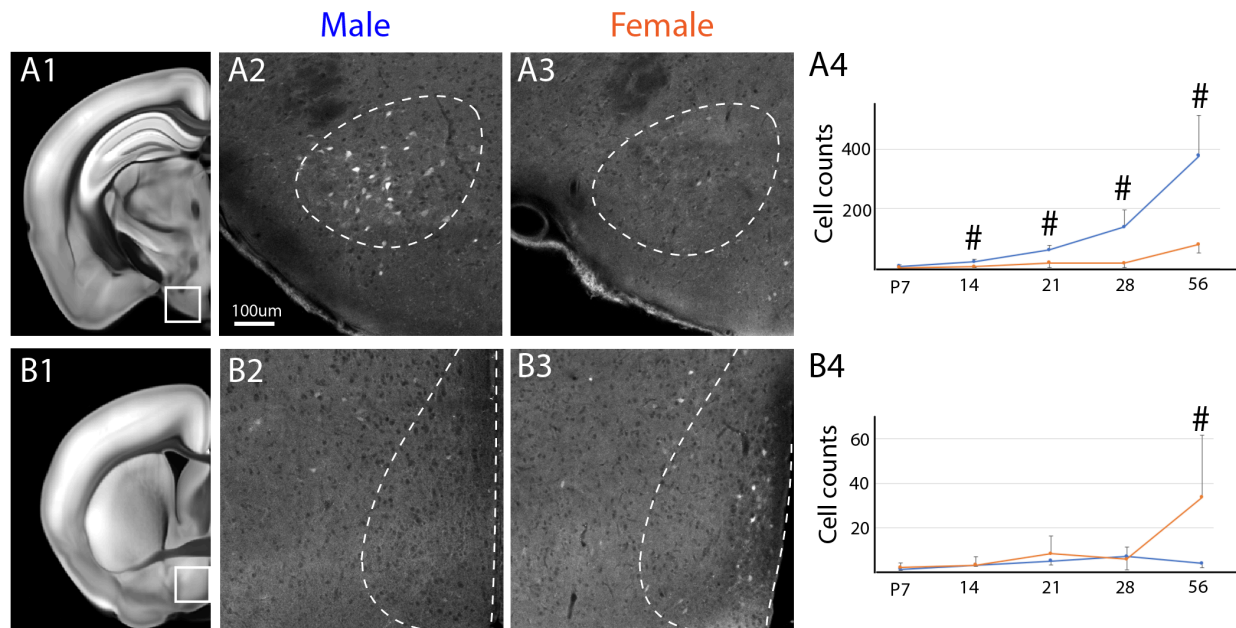 Male Female
A1 A2 A3 A4
100um
Cell counts
400
200
# # # #
P7 14 21 28 56
B1 B2 B3 B4
Cell counts
60
40
20
#
P7 14 21 28 56